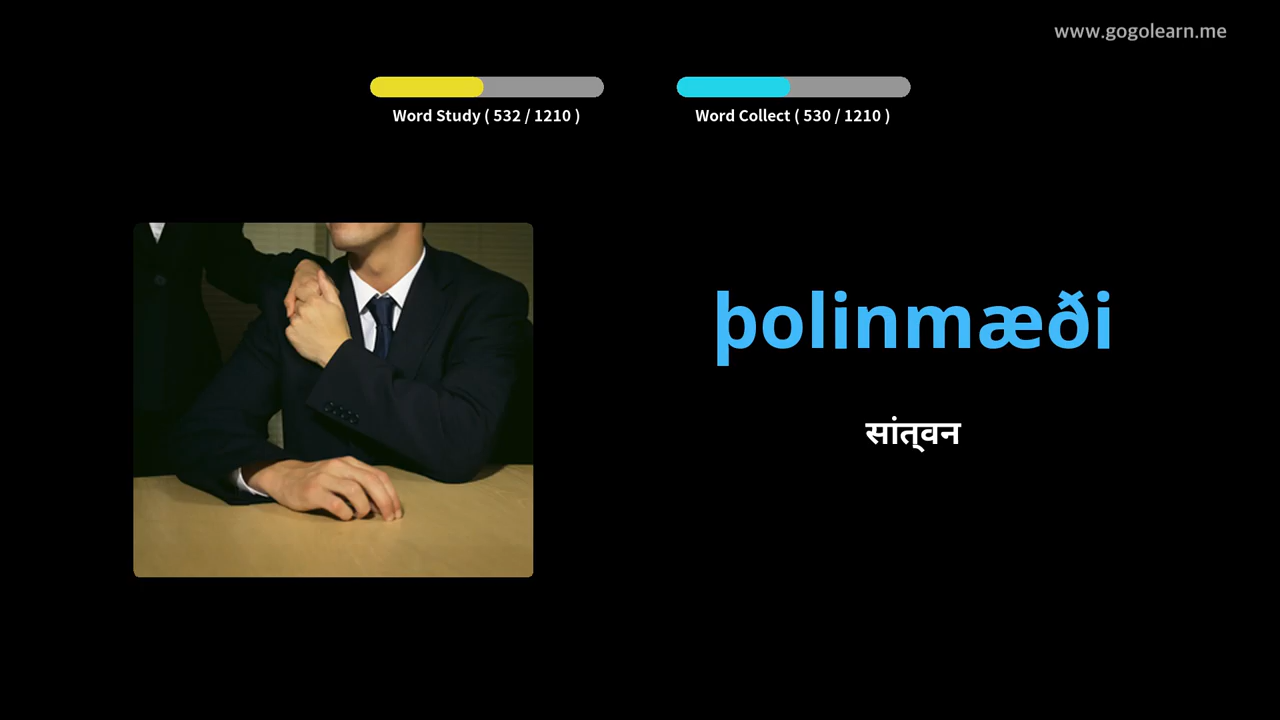 www.gogolearn.me
Word Study ( 532 / 1210 )
Word Collect ( 530 / 1210 )
þolinmæði
सांत्‌वन